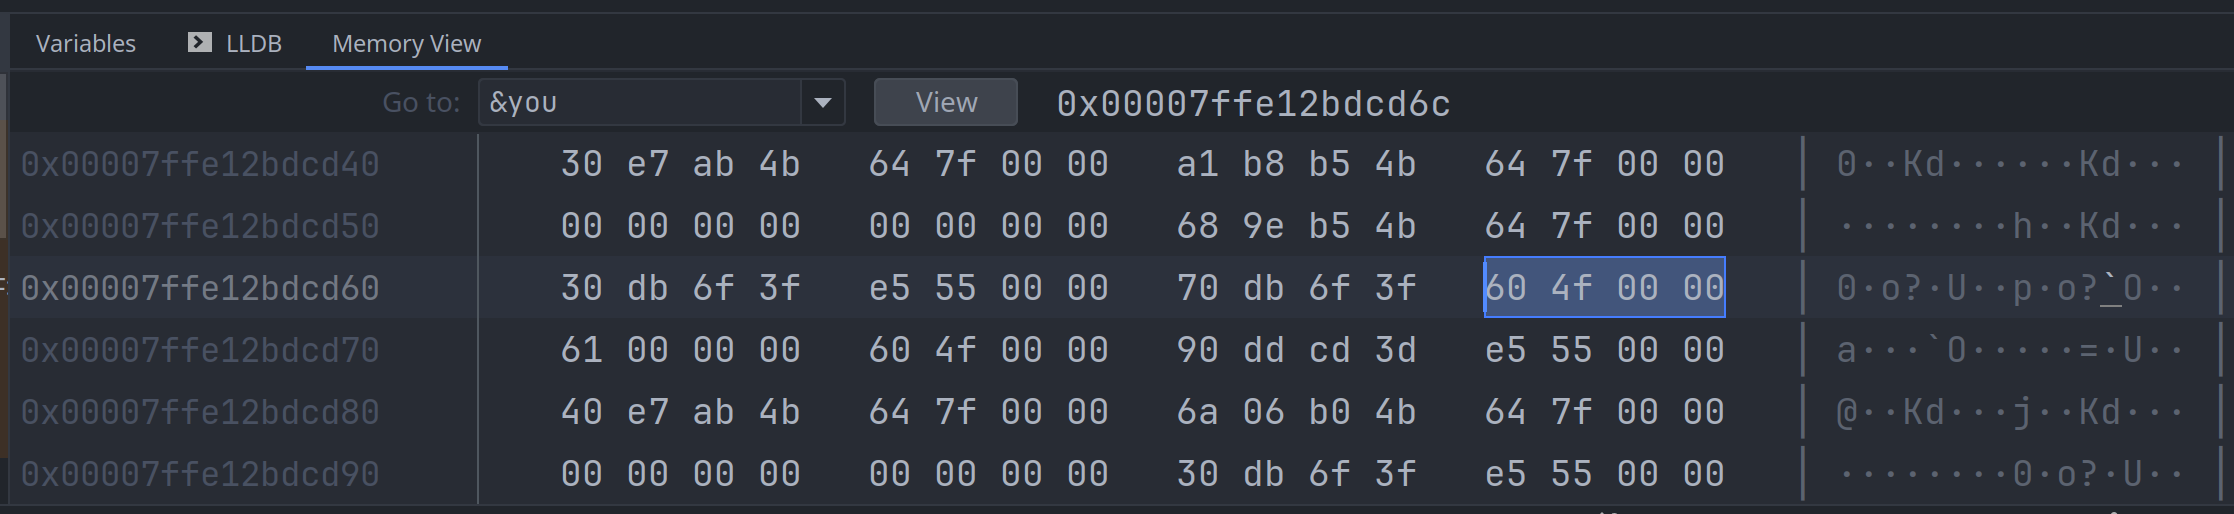 Variables LLDB Memory View
Go to: &you View 0x00007ffe12bdcd6c
0x00007ffe12bdcd40 30 e7 ab 4b 64 7f 00 00 a1 b8 b5 4b 64 7f 00 00 | 0··Kd······Kd··· |
0x00007ffe12bdcd50 00 00 00 00 00 00 00 00 68 9e b5 4b 64 7f 00 00 | ········h··Kd··· |
0x00007ffe12bdcd60 30 db 6f 3f e5 55 00 00 70 db 6f 3f 60 4f 00 00 | 0·o?·U··p·o?`O·· |
0x00007ffe12bdcd70 61 00 00 00 60 4f 00 00 90 dd cd 3d e5 55 00 00 | a···`O·····=·U·· |
0x00007ffe12bdcd80 40 e7 ab 4b 64 7f 00 00 6a 06 b0 4b 64 7f 00 00 | @··Kd···j··Kd··· |
0x00007ffe12bdcd90 00 00 00 00 00 00 00 00 30 db 6f 3f e5 55 00 00 | ········0·o?·U·· |